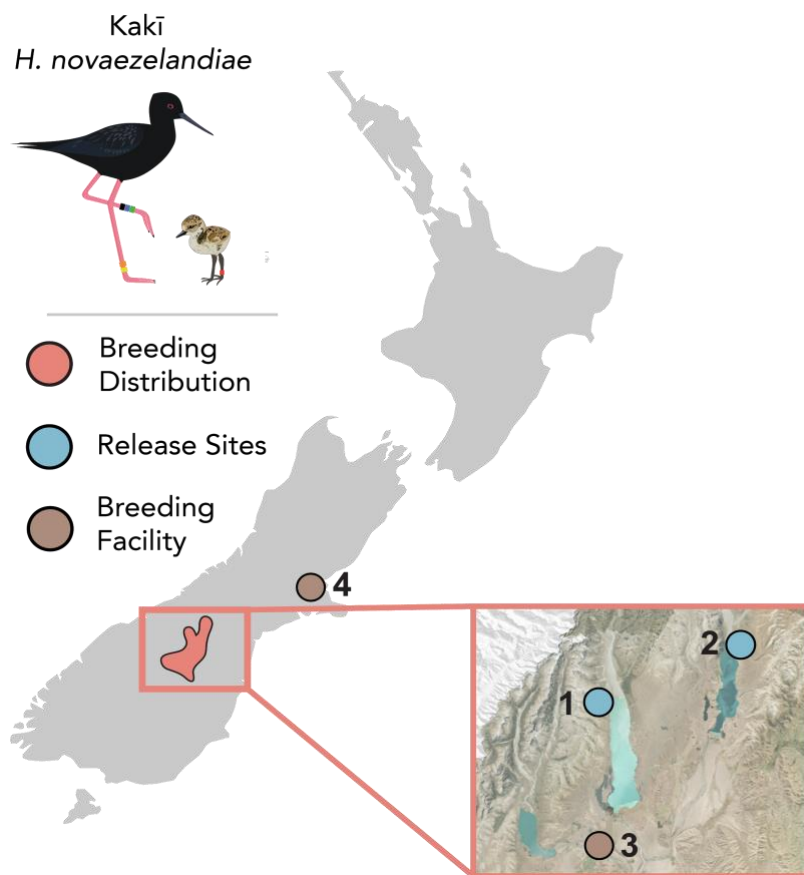 Kakī
H. novaezelandiae
Breeding
Distribution
Release Sites
Breeding
Facility
4
2
1
3